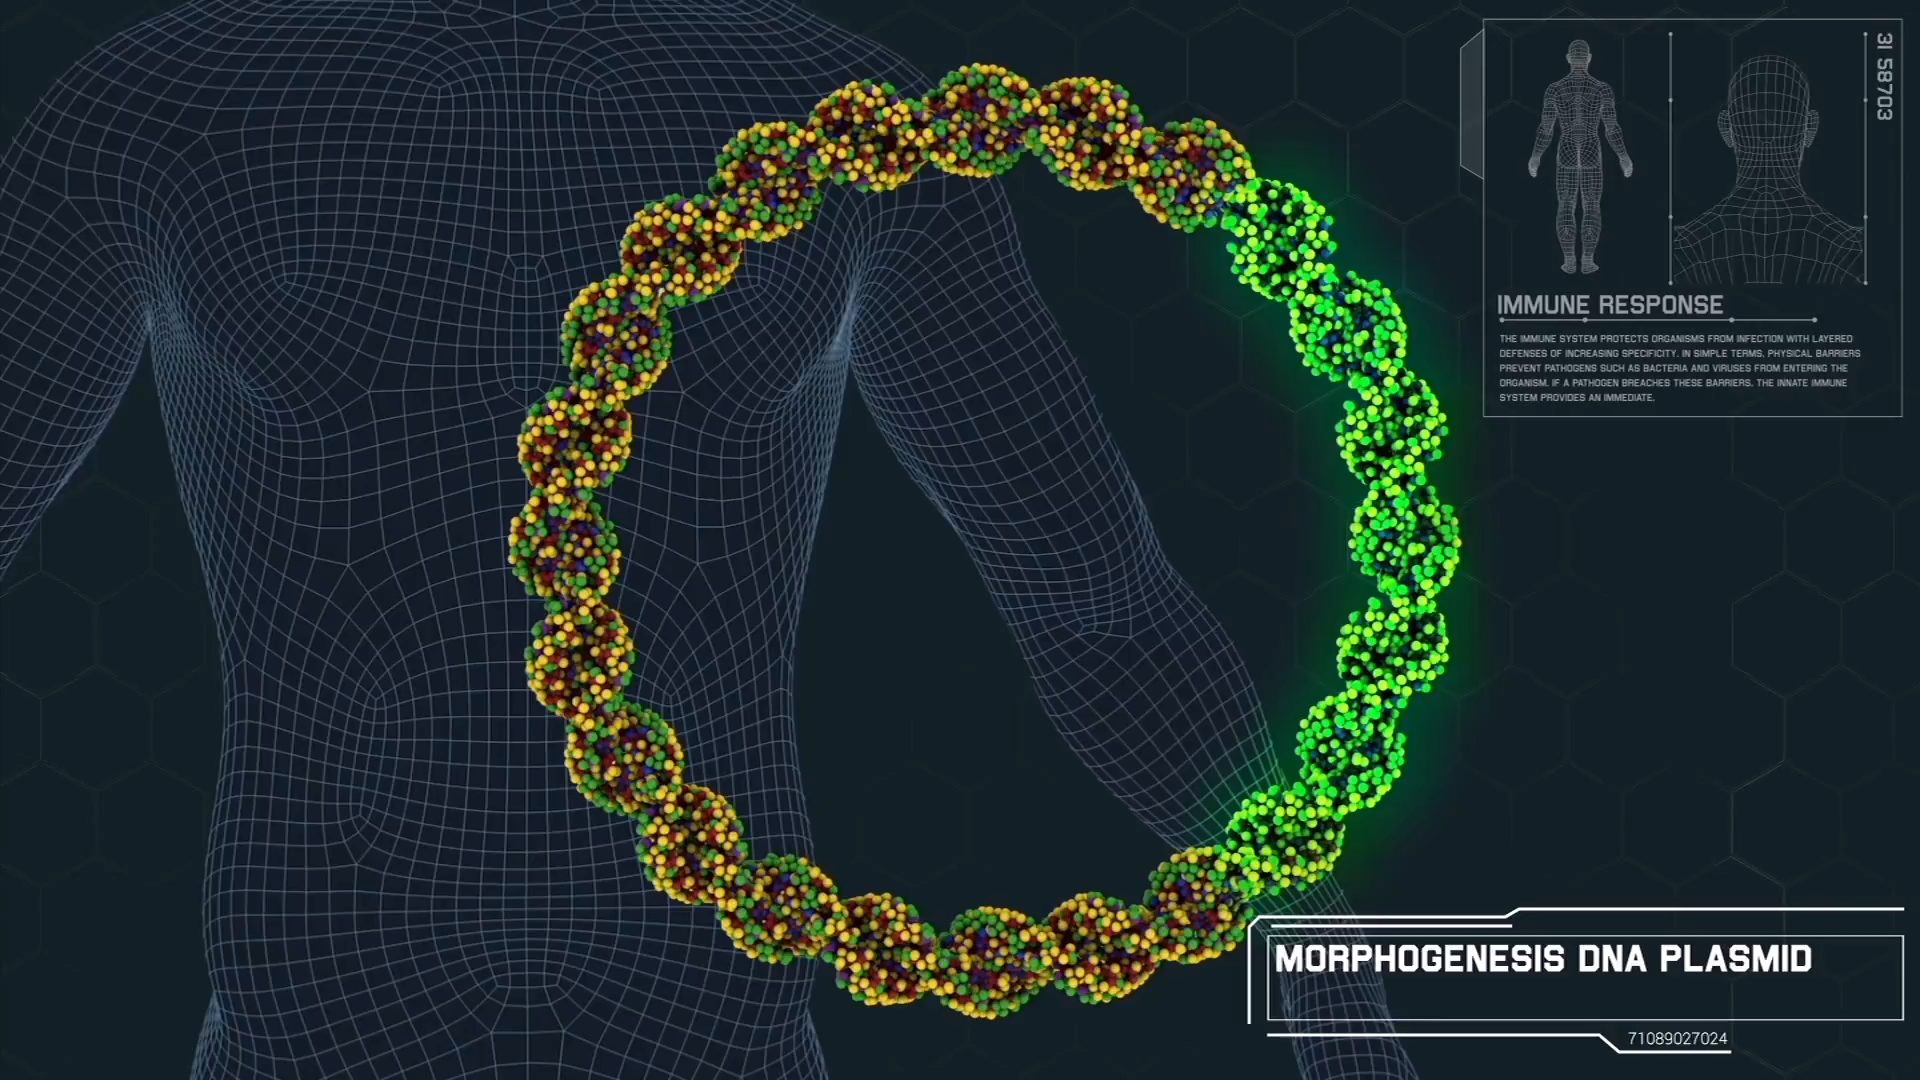 31 58703
IMMUNE RESPONSE
THE IMMUNE SYSTEM PROTECTS ORGANISMS FROM INFECTION WITH LAYERED
DEFENSES OF INCREASING SPECIFICITY. IN SIMPLE TERMS, PHYSICAL BARRIERS
PREVENT PATHOGENS SUCH AS BACTERIA AND VIRUSES FROM ENTERING THE
ORGANISM. IF A PATHOGEN BREACHES THESE BARRIERS, THE INNATE IMMUNE
SYSTEM PROVIDES AN IMMEDIATE,
MORPHOGENESIS DNA PLASMID
71089027024